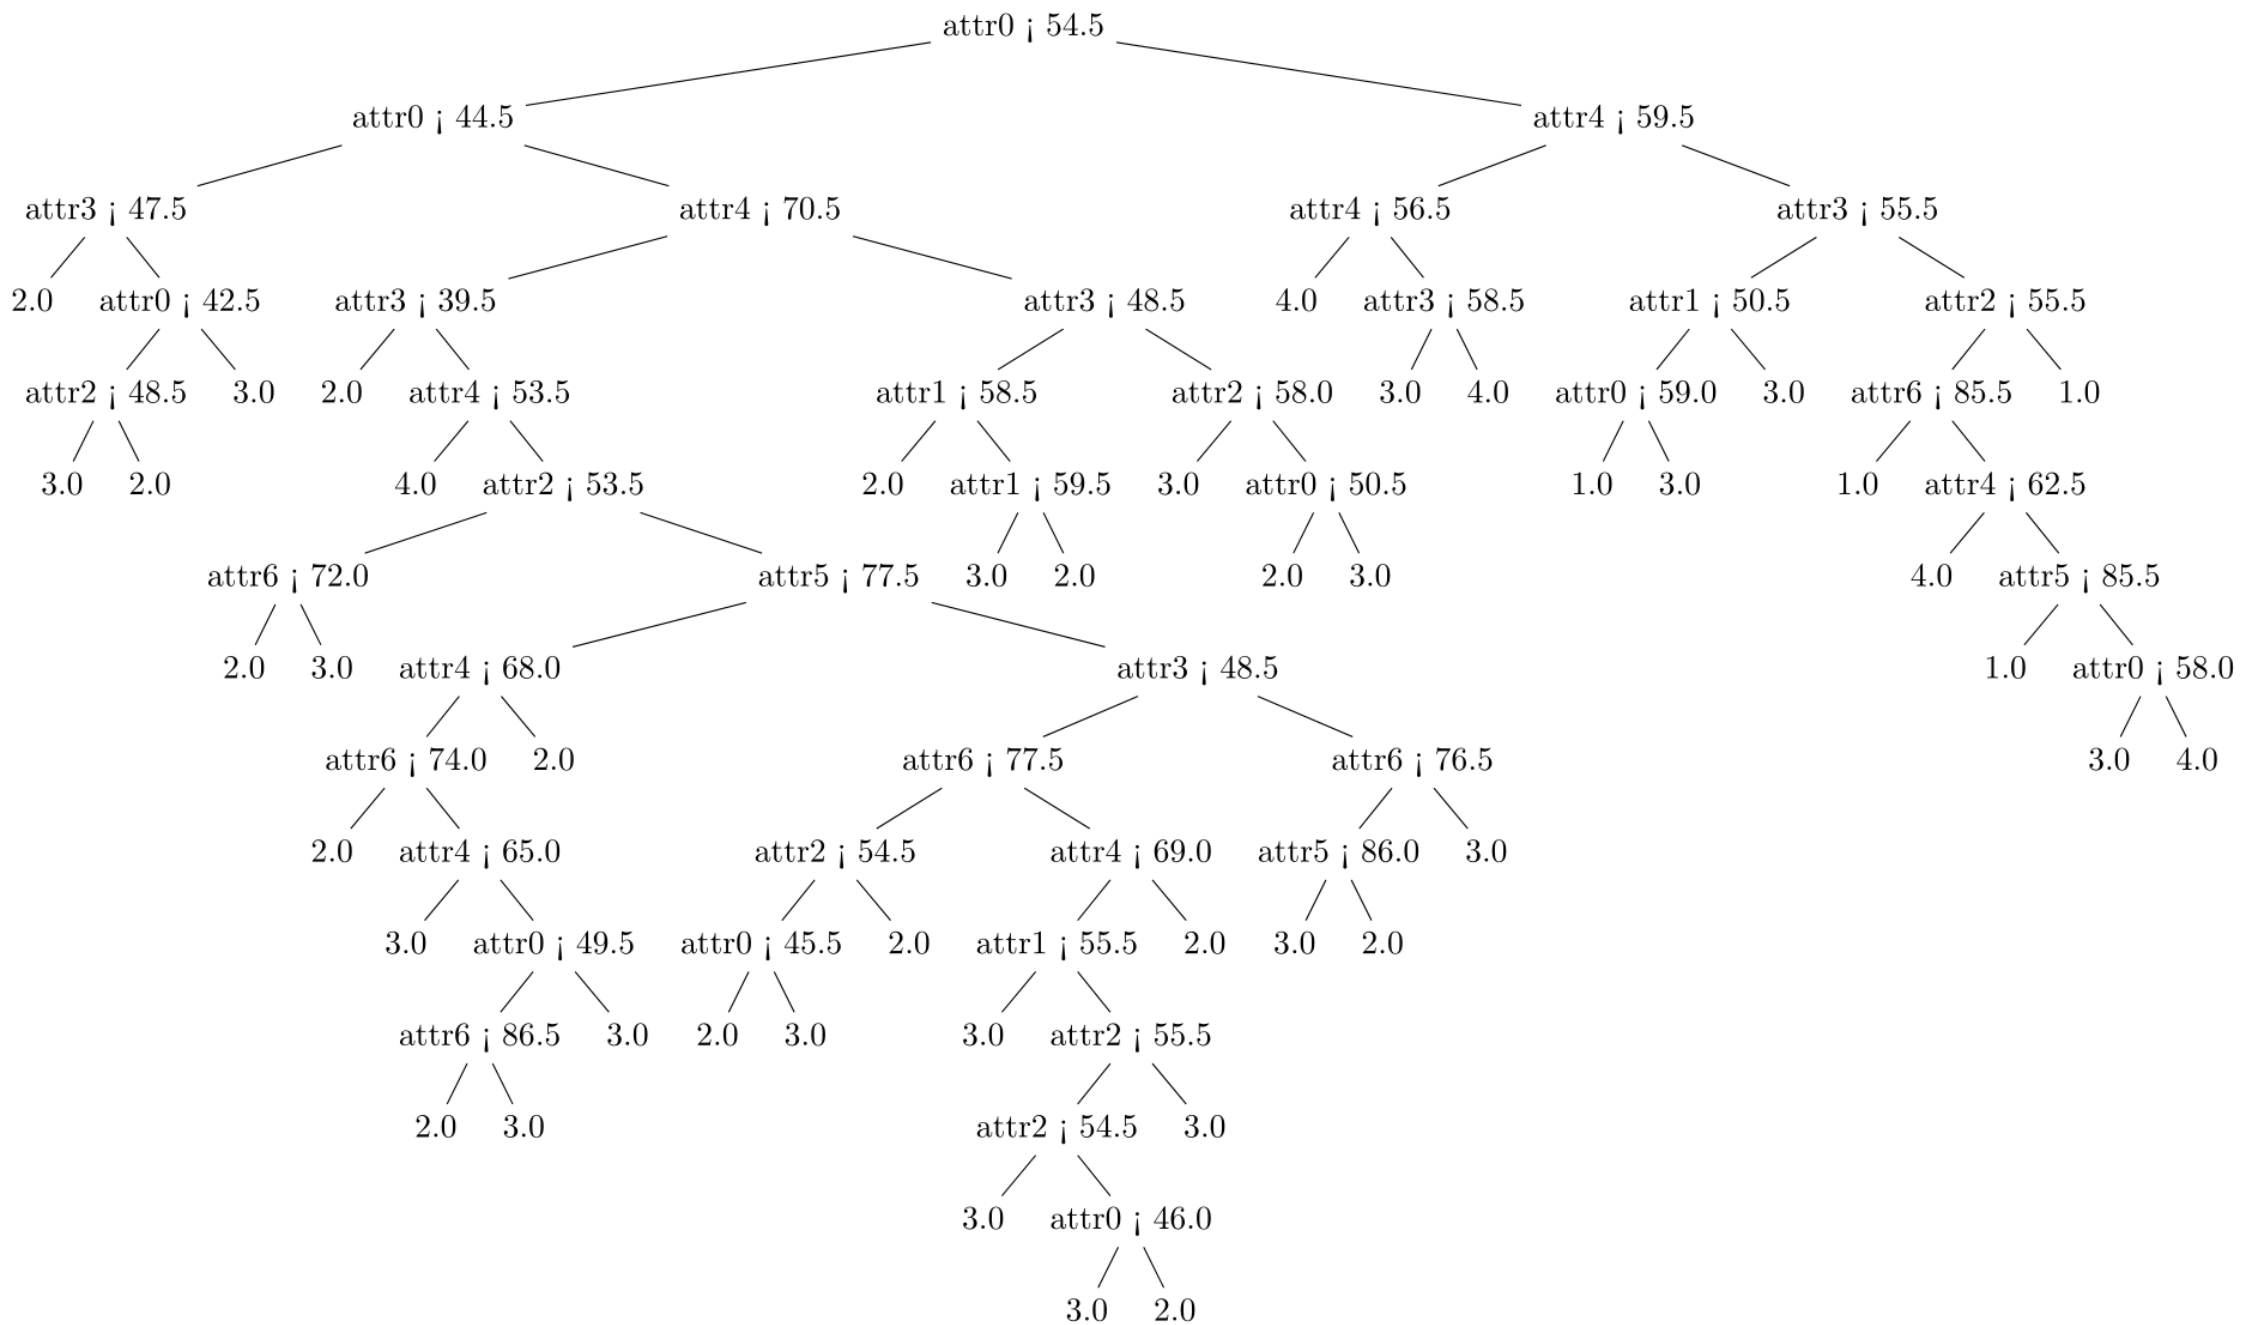 attr0 ¡ 54.5
attr0 ¡ 44.5 attr4 ¡ 59.5
attr3 ¡ 47.5 attr4 ¡ 70.5 attr4 ¡ 56.5 attr3 ¡ 55.5
2.0 attr0 ¡ 42.5 attr3 ¡ 39.5 attr3 ¡ 48.5 4.0 attr3 ¡ 58.5 attr1 ¡ 50.5 attr2 ¡ 55.5
attr2 ¡ 48.5 3.0 2.0 attr4 ¡ 53.5 attr1 ¡ 58.5 attr2 ¡ 58.0 3.0 4.0 attr0 ¡ 59.0 3.0 attr6 ¡ 85.5 1.0
3.0 2.0 4.0 attr2 ¡ 53.5 2.0 attr1 ¡ 59.5 3.0 attr0 ¡ 50.5 1.0 3.0 1.0 attr4 ¡ 62.5
attr6 ¡ 72.0 attr5 ¡ 77.5 3.0 2.0 2.0 3.0 4.0 attr5 ¡ 85.5
2.0 3.0 attr4 ¡ 68.0 attr3 ¡ 48.5 1.0 attr0 ¡ 58.0
attr6 ¡ 74.0 2.0 attr6 ¡ 77.5 attr6 ¡ 76.5 3.0 4.0
2.0 attr4 ¡ 65.0 attr2 ¡ 54.5 attr4 ¡ 69.0 attr5 ¡ 86.0 3.0
3.0 attr0 ¡ 49.5 attr0 ¡ 45.5 2.0 attr1 ¡ 55.5 2.0 3.0 2.0
attr6 ¡ 86.5 3.0 2.0 3.0 3.0 attr2 ¡ 55.5
2.0 3.0 attr2 ¡ 54.5 3.0
3.0 attr0 ¡ 46.0
3.0 2.0